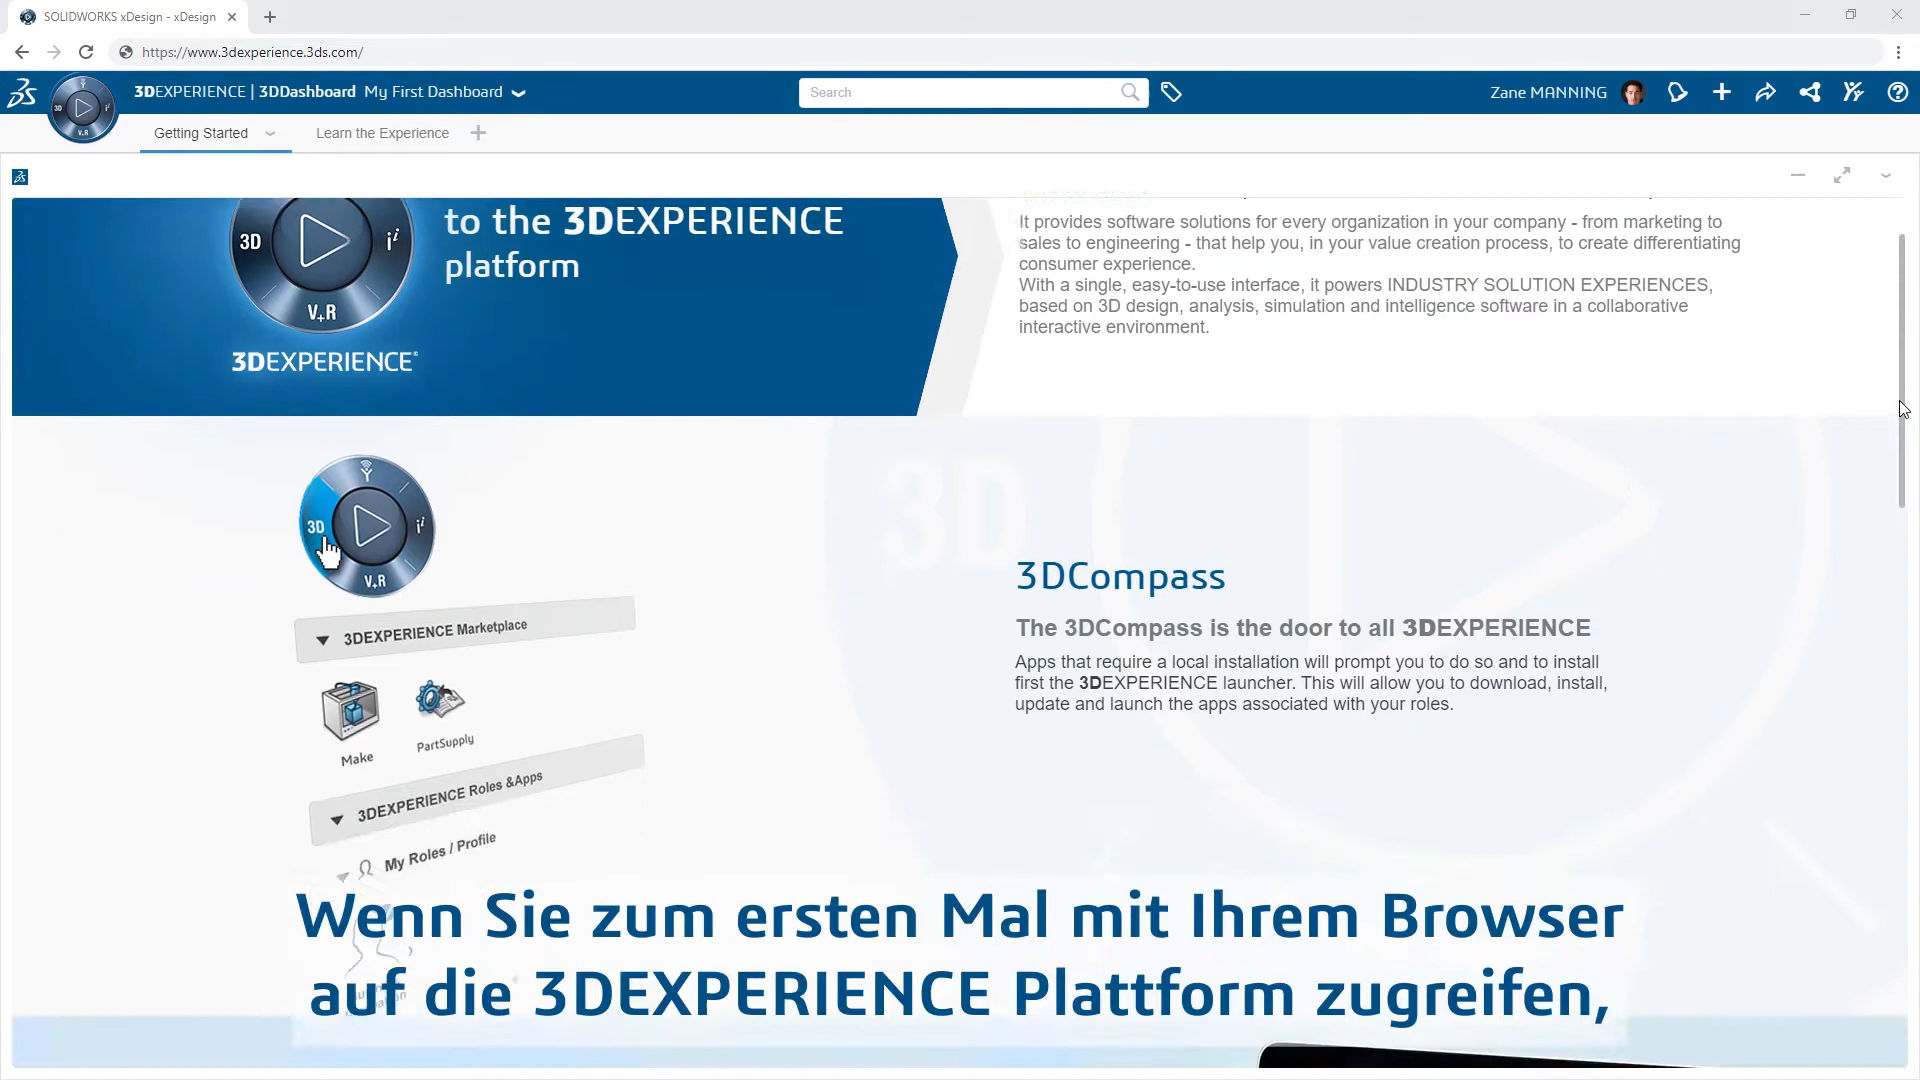 SOLIDWORKS xDesign - xDesign
https://www.3dexperience.3ds.com/
3DEXPERIENCE | 3DDashboard My First Dashboard
Search
Zane MANNING
3D V.R
Getting Started
Learn the Experience
to the 3DEXPERIENCE
platform
3D
V+R
3DEXPERIENCE®
It provides software solutions for every organization in your company - from marketing to
sales to engineering - that help you, in your value creation process, to create differentiating
consumer experience.
With a single, easy-to-use interface, it powers INDUSTRY SOLUTION EXPERIENCES,
based on 3D design, analysis, simulation and intelligence software in a collaborative
interactive environment.
3D
3D
V+R
3DEXPERIENCE Marketplace
Make
PartSupply
3DEXPERIENCE Roles &Apps
My Roles / Profile
3DCompass
The 3DCompass is the door to all 3DEXPERIENCE
Apps that require a local installation will prompt you to do so and to install
first the 3DEXPERIENCE launcher. This will allow you to download, install,
update and launch the apps associated with your roles.
Wenn Sie zum ersten Mal mit Ihrem Browser
auf die 3DEXPERIENCE Plattform zugreifen,